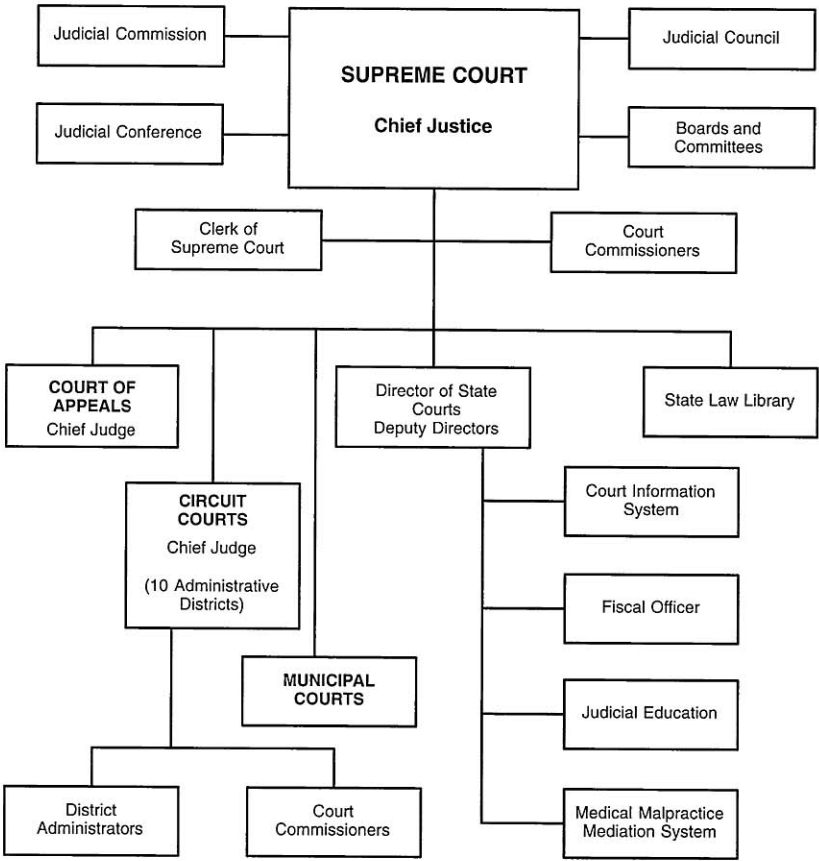 Judicial Commission
SUPREME COURT
Chief Justice
Judicial Council
Judicial Conference
Boards and
Committees
Clerk of
Supreme Court
Court
Commissioners
COURT OF
APPEALS
Chief Judge
Director of State
Courts
Deputy Directors
State Law Library
CIRCUIT
COURTS
Chief Judge
(10 Administrative
Districts)
Court Information
System
Fiscal Officer
MUNICIPAL
COURTS
Judicial Education
District
Administrators
Court
Commissioners
Medical Malpractice
Mediation System